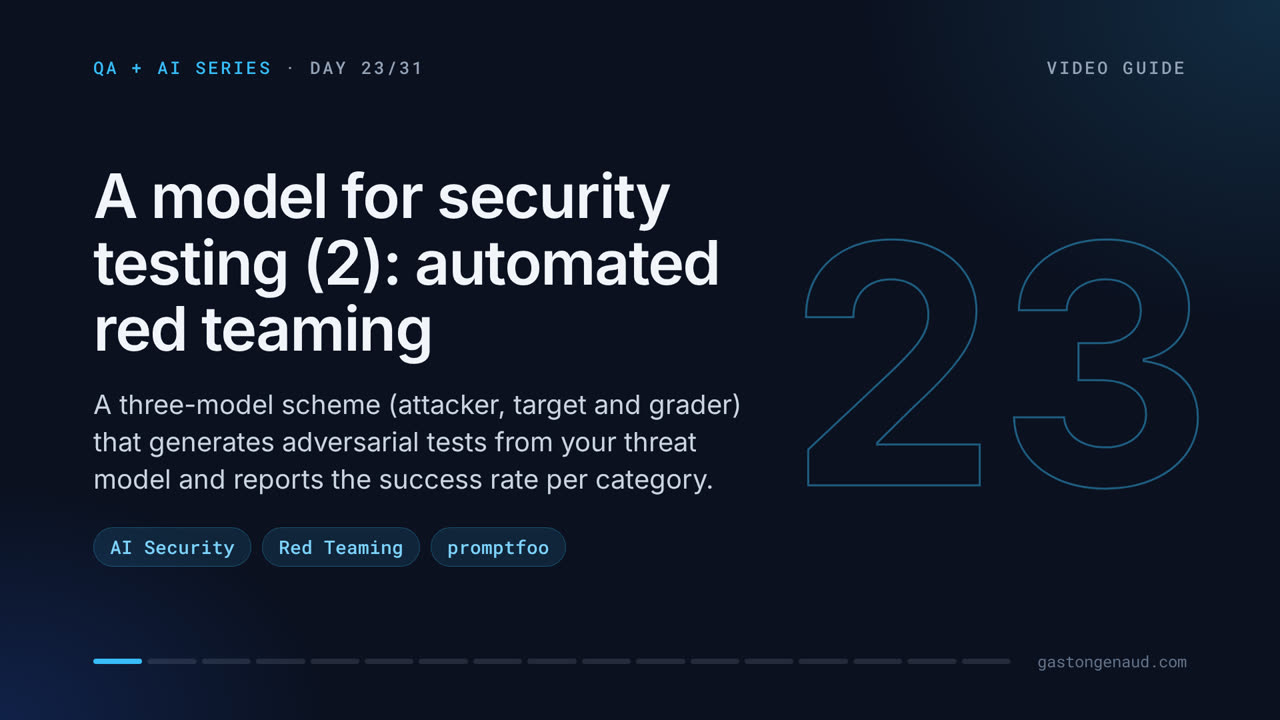 QA + AI SERIES · DAY 23/31
VIDEO GUIDE
A model for security
testing (2): automated
red teaming
23
A three-model scheme (attacker, target and grader)
that generates adversarial tests from your threat
model and reports the success rate per category.
AI Security
Red Teaming
promptfoo
gastongenaud.com